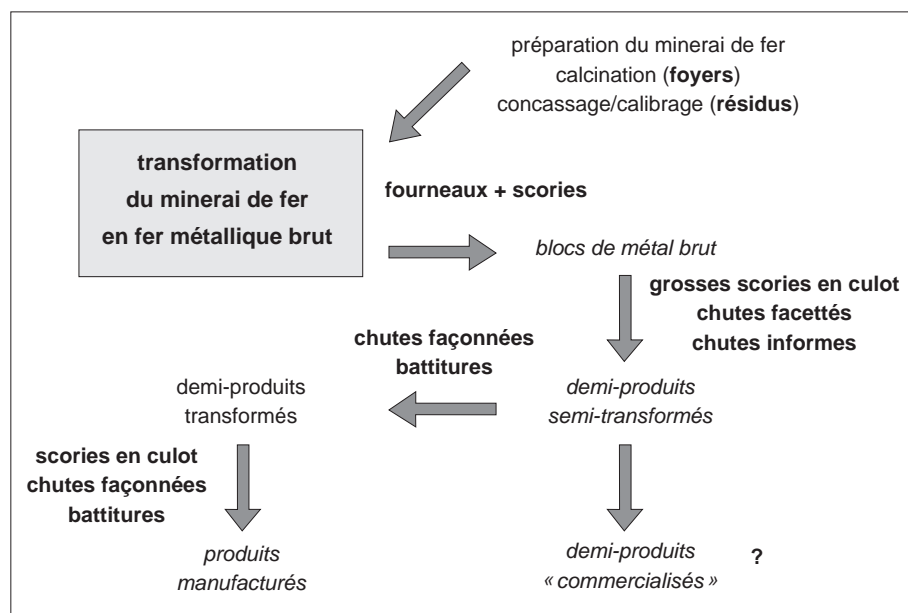 préparation du minerai de fer
calcination (foyers)
concassage/calibrage (résidus)
transformation
du minerai de fer
en fer métallique brut
fourneaux + scories
blocs de métal brut
grosses scories en culot
chutes facettés
chutes informes
chutes façonnées
battitures
demi-produits
transformés
demi-produits
semi-transformés
scories en culot
chutes façonnées
battitures
produits
manufacturés
demi-produits
« commercialisés »
?